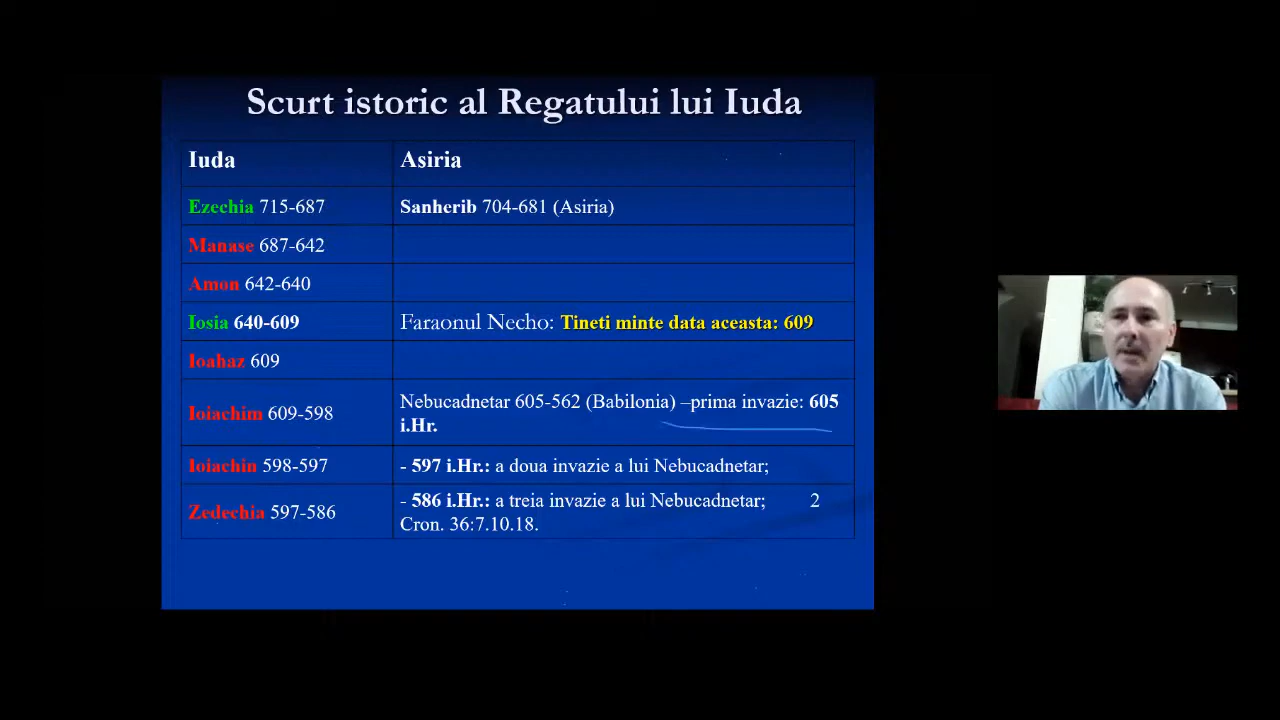 Scurt istoric al Regatului lui Iuda
Iuda Asiria
Ezechia 715-687 Sanherib 704-681 (Asiria)
Manase 687-642
Amon 642-640
Iosia 640-609 Faraonul Necho: Tineti minte data aceasta: 609
Ioahaz 609
Ioiachim 609-598 Nebucadnetar 605-562 (Babilonia) –prima invazie: 605
i.Hr.
Ioiachin 598-597 - 597 i.Hr.: a doua invazie a lui Nebucadnetar;
Zedechia 597-586 - 586 i.Hr.: a treia invazie a lui Nebucadnetar; 2
Cron. 36:7.10.18.